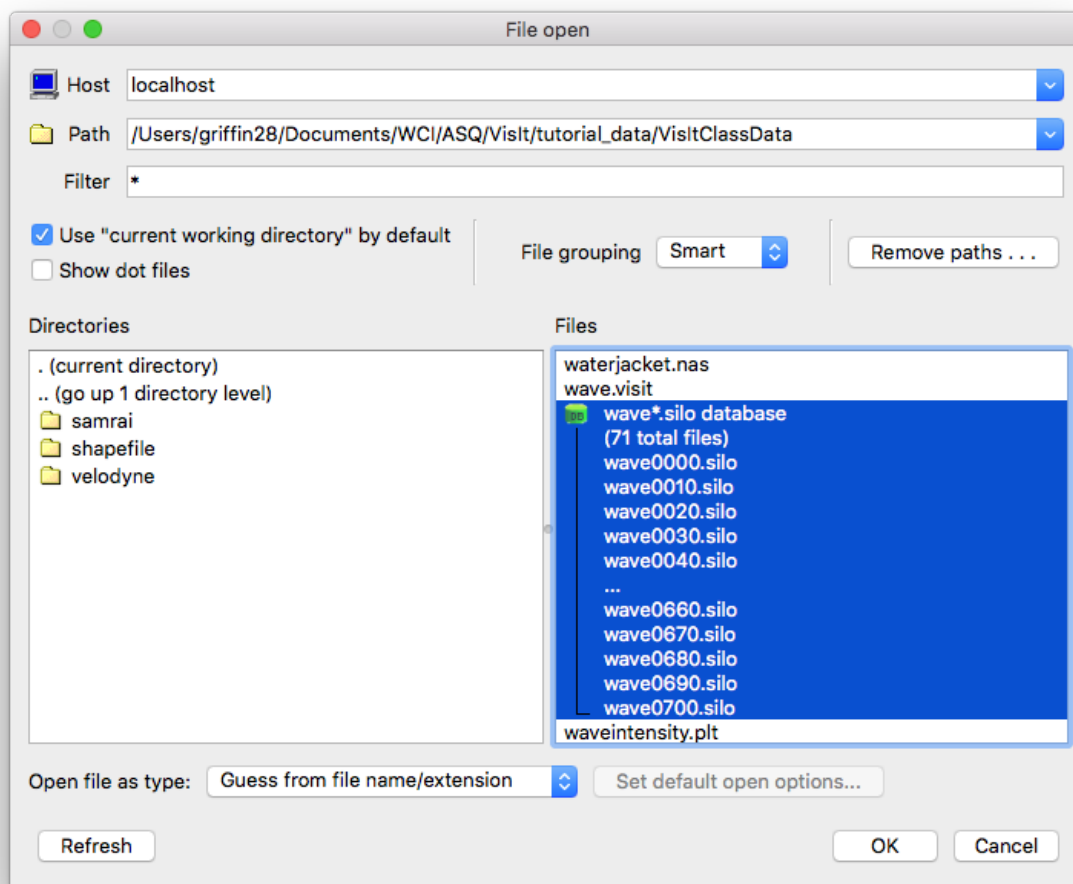 File open
Host localhost
Path /Users/griffin28/Documents/WCI/ASQ/VisIt/tutorial_data/VisItClassData
Filter *
Use "current working directory" by default
Show dot files
File grouping Smart
Remove paths . . .
Directories
. (current directory)
.. (go up 1 directory level)
samrai
shapefile
velodyne
Files
waterjacket.nas
wave.visit
DB wave*.silo database
(71 total files)
wave0000.silo
wave0010.silo
wave0020.silo
wave0030.silo
wave0040.silo
...
wave0660.silo
wave0670.silo
wave0680.silo
wave0690.silo
wave0700.silo
waveintensity.plt
Open file as type: Guess from file name/extension
Set default open options...
Refresh
OK
Cancel